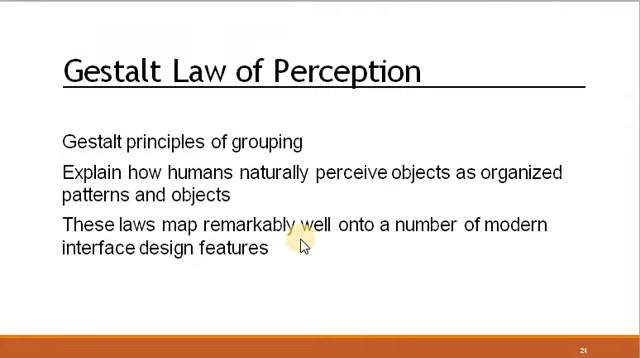 Gestalt Law of Perception
Gestalt principles of grouping
Explain how humans naturally perceive objects as organized
patterns and objects
These laws map remarkably well onto a number of modern
interface design features
24